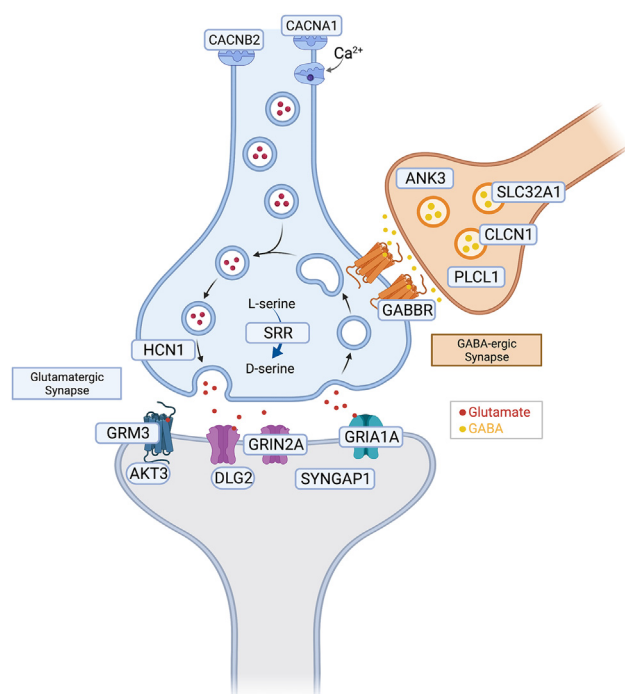 CACNA1
CACNB2
Ca²⁺
ANK3
SLC32A1
CLCN1
PLCL1
GABBR
L-serine
SRR
D-serine
HCN1
GABA-ergic
Synapse
Glutamatergic
Synapse
Glutamate
GABA
GRM3
GRIN2A
GRIA1A
AKT3
DLG2
SYNGAP1